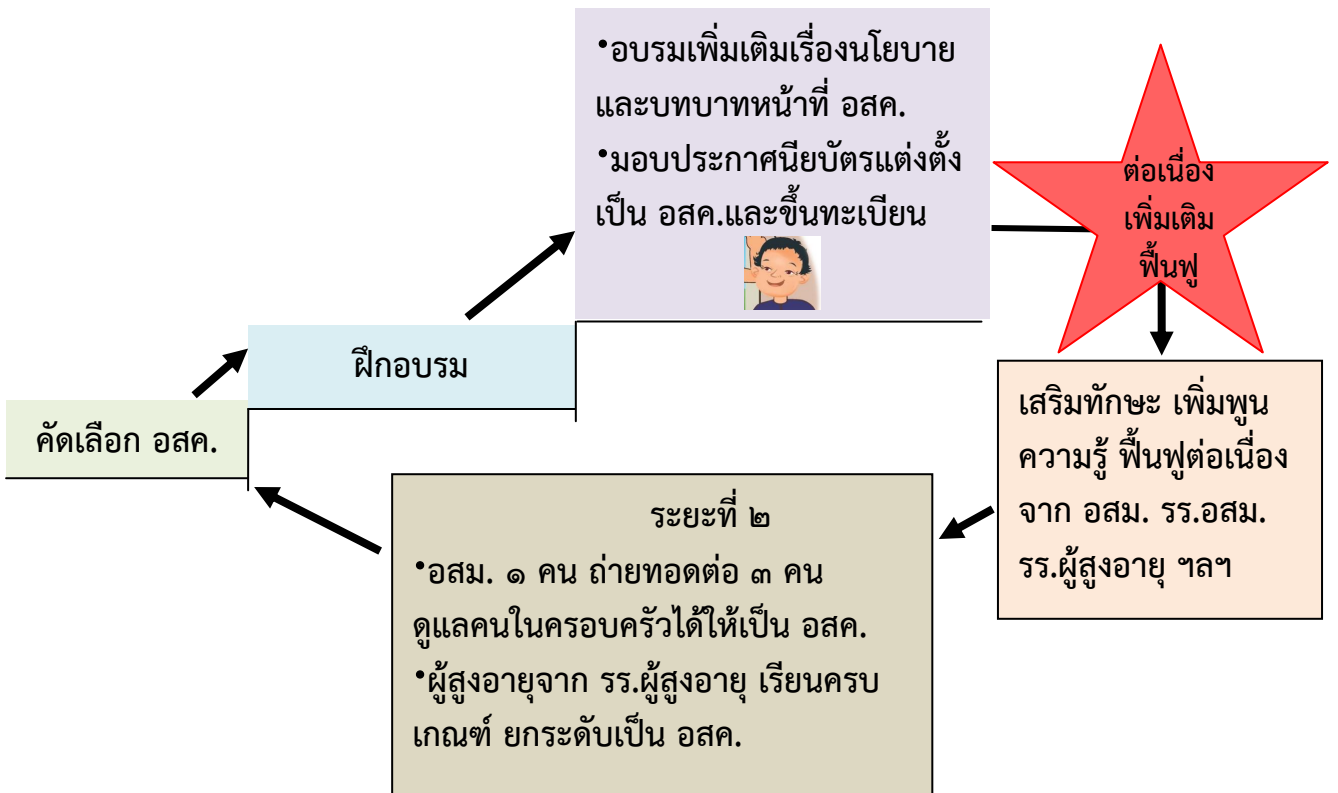 คัดเลือก อสค.
ฝึกอบรม
•อบรมเพิ่มเติมเรื่องนโยบาย
และบทบาทหน้าที่ อสค.
•มอบประกาศนียบัตรแต่งตั้ง
เป็น อสค.และขึ้นทะเบียน
ต่อเนื่อง
เพิ่มเติม
ฟื้นฟู
เสริมทักษะ เพิ่มพูน
ความรู้ ฟื้นฟูต่อเนื่อง
จาก อสม. รร.อสม.
รร.ผู้สูงอายุ ฯลฯ
ระยะที่ ๒
•อสม. ๑ คน ถ่ายทอดต่อ ๓ คน
ดูแลคนในครอบครัวได้ให้เป็น อสค.
•ผู้สูงอายุจาก รร.ผู้สูงอายุ เรียนครบ
เกณฑ์ ยกระดับเป็น อสค.